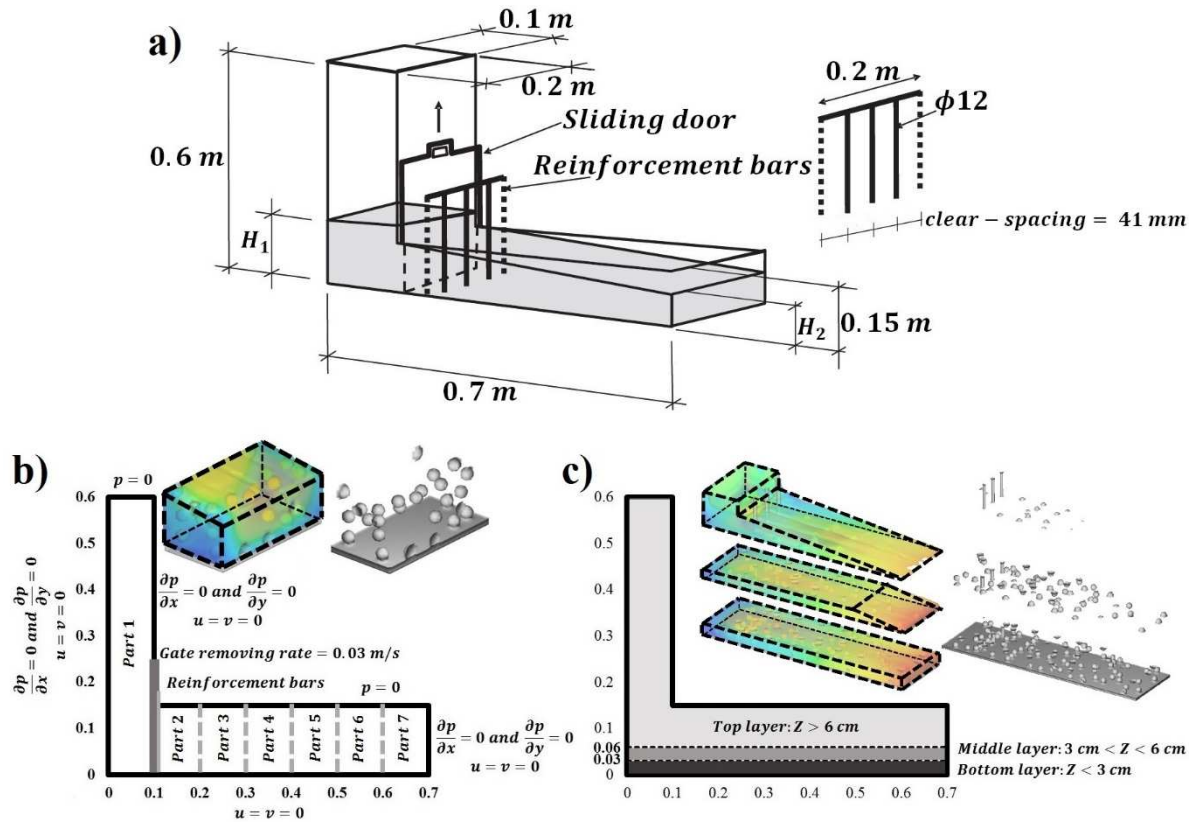 a)
0.1 m
0.2 m
Sliding door
0.6 m
Reinforcement bars
H₁
0.2 m
ϕ12
clear − spacing = 41 mm
H₂
0.15 m
0.7 m
b)
p = 0
0.6
0.5
0.4
0.3
0.2
0.1
0
∂p/∂x = 0 and ∂p/∂y = 0
u = v = 0
Part 1
∂p/∂x = 0 and ∂p/∂y = 0
u = v = 0
Gate removing rate = 0.03 m/s
Reinforcement bars
p = 0
Part 2
Part 3
Part 4
Part 5
Part 6
Part 7
∂p/∂x = 0 and ∂p/∂y = 0
u = v = 0
0 0.1 0.2 0.3 0.4 0.5 0.6 0.7
u = v = 0
c)
0.6
0.5
0.4
0.3
0.2
0.1
0.06
0.03
0
Top layer: Z > 6 cm
Middle layer: 3 cm < Z < 6 cm
Bottom layer: Z < 3 cm
0 0.1 0.2 0.3 0.4 0.5 0.6 0.7